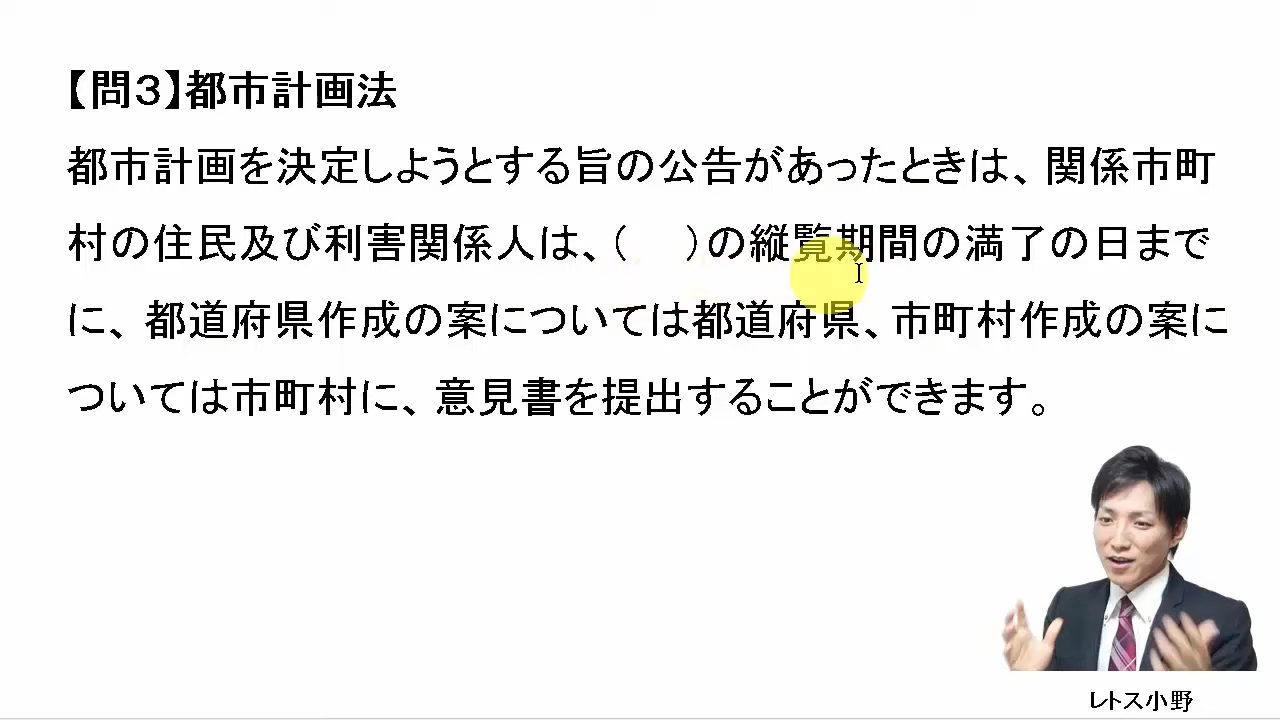 【問３】都市計画法
都市計画を決定しようとする旨の公告があったときは、関係市町
村の住民及び利害関係人は、（　）の縦覧期間の満了の日まで
に、都道府県作成の案については都道府県、市町村作成の案に
ついては市町村に、意見書を提出することができます。
レトス小野